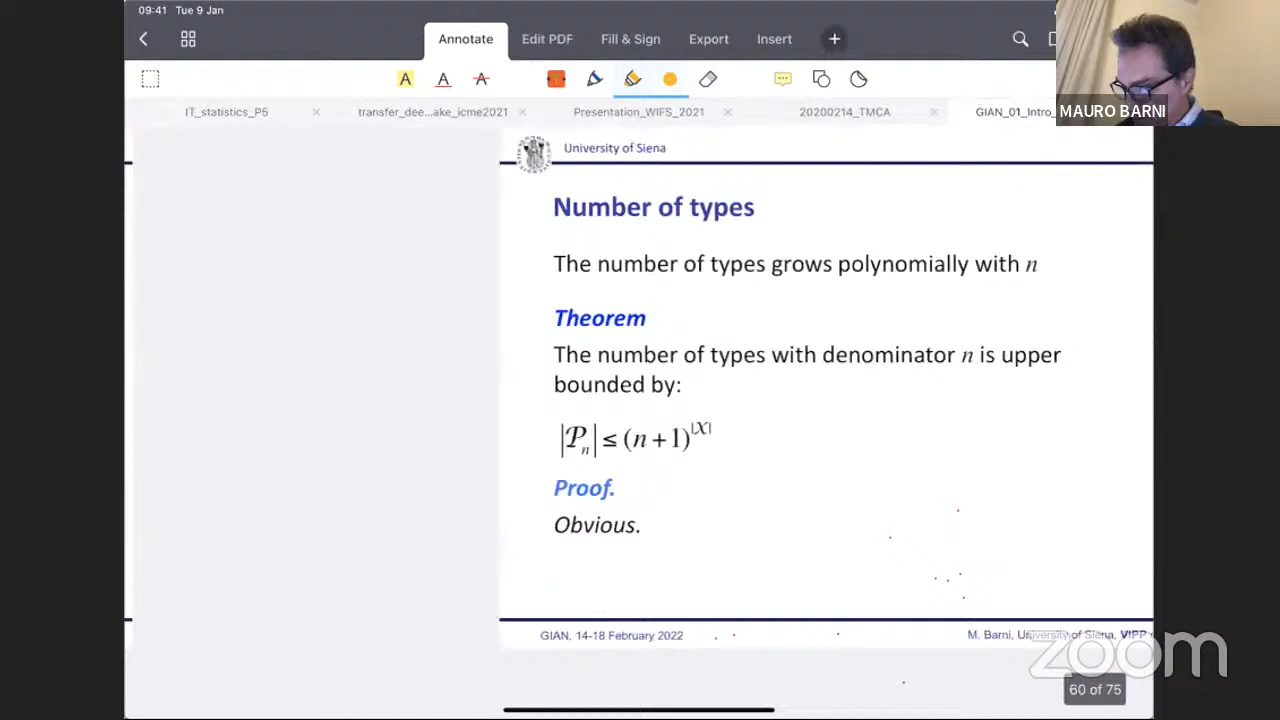 09:41 Tue 9 Jan
Annotate Edit PDF Fill & Sign Export Insert +
A A A
IT_statistics_P5 × transfer_dee...ake_icme2021 × Presentation_WIFS_2021 × 20200214_TMCA × GIAN_01_Intro_
MAURO BARNI
University of Siena
Number of types
The number of types grows polynomially with n
Theorem
The number of types with denominator n is upper
bounded by:
|𝒫ₙ| ≤ (n+1)^|X|
Proof.
Obvious.
GIAN, 14-18 February 2022
M. Barni, University of Siena, VIPP
zoom
60 of 75